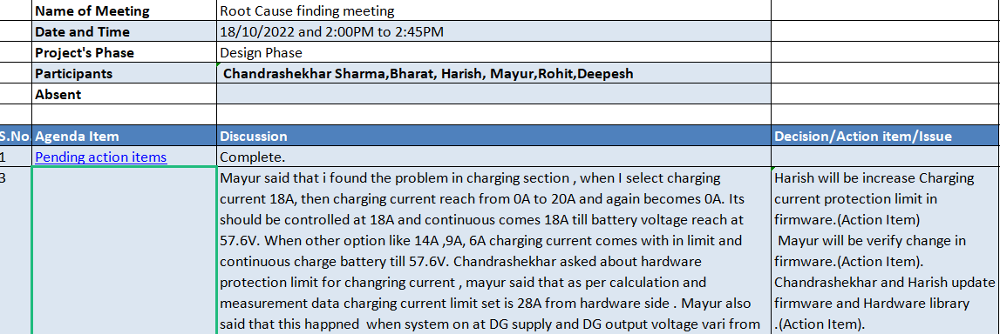 Name of Meeting Root Cause finding meeting
Date and Time 18/10/2022 and 2:00PM to 2:45PM
Project's Phase Design Phase
Participants Chandrashekhar Sharma,Bharat, Harish, Mayur,Rohit,Deepesh
Absent
S.No Agenda Item Discussion Decision/Action item/Issue
1 Pending action items Complete.
3
Mayur said that i found the problem in charging section , when I select charging
current 18A, then charging current reach from 0A to 20A and again becomes 0A. Its
should be controlled at 18A and continuous comes 18A till battery voltage reach at
57.6V. When other option like 14A ,9A, 6A charging current comes with in limit and
continuous charge battery till 57.6V. Chandrashekhar asked about hardware
protection limit for changring current , mayur said that as per calculation and
measurement data charging current limit set is 28A from hardware side . Mayur also
said that this happned when system on at DG supply and DG output voltage vari from
Harish will be increase Charging
current protection limit in
firmware.(Action Item)
Mayur will be verify change in
firmware.(Action Item).
Chandrashekhar and Harish update
firmware and Hardware library
.(Action Item).